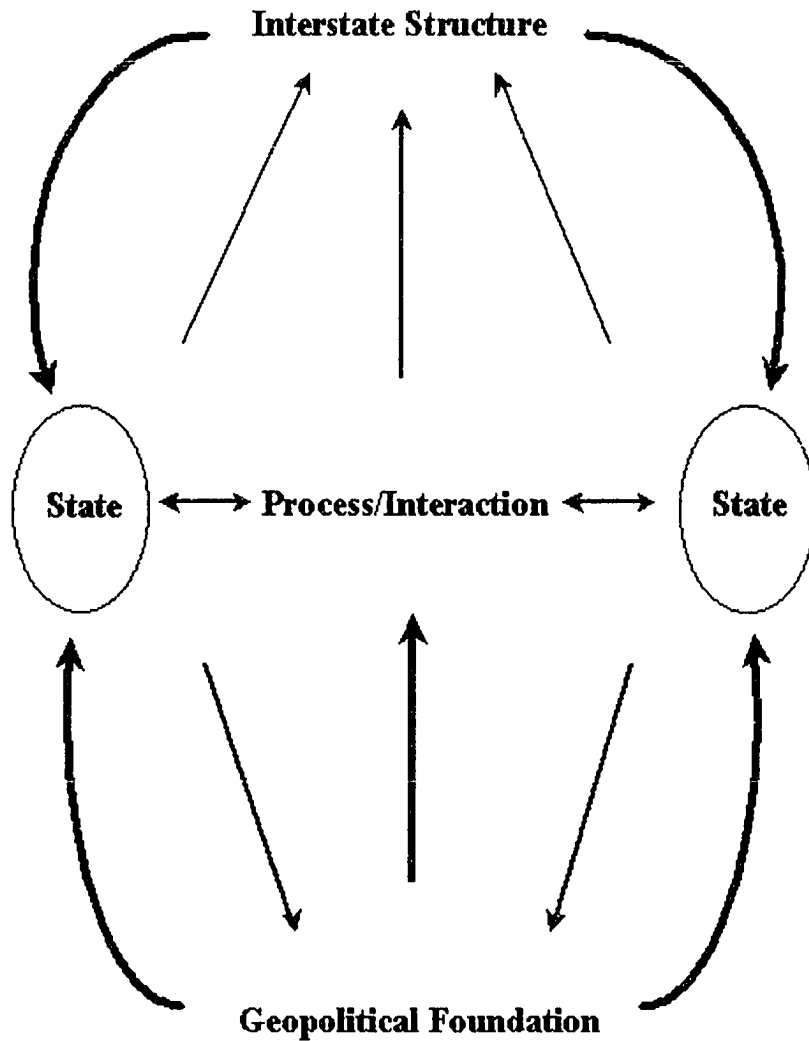 Interstate Structure
State
Process/Interaction
State
Geopolitical Foundation